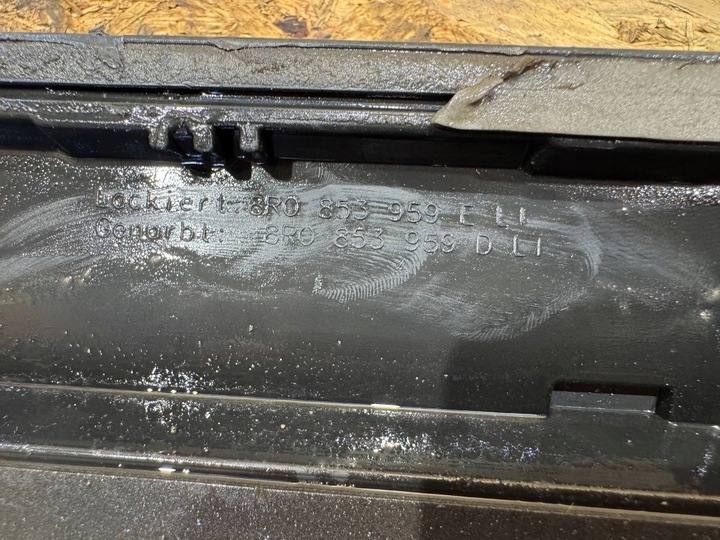 Lackiert: 8R0 853 959 E LI
Genarbt: 8R0 853 959 D LI